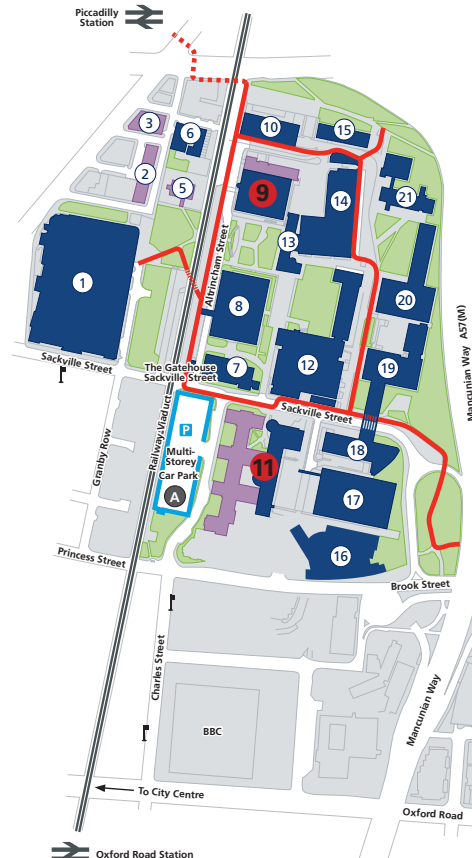 Piccadilly
Station
3
6
10
15
2
5
9
14
21
13
1
Altrincham Street
8
20
Mancunian Way A57(M)
Sackville Street
The Gatehouse
Sackville Street
7
12
19
Sackville Street
Granby Row
Railway Viaduct
P
Multi-
Storey
Car Park
A
11
18
17
16
Princess Street
Brook Street
Charles Street
BBC
Mancunian Way
To City Centre
Oxford Road
Oxford Road Station